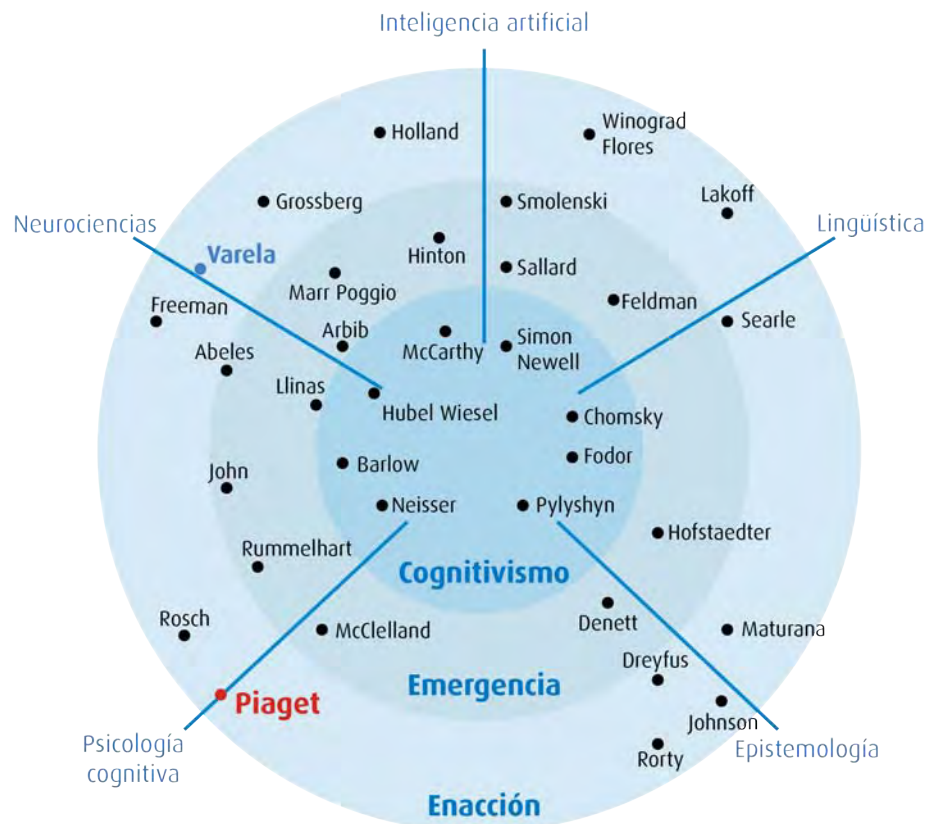 Inteligencia artificial
Holland
Winograd
Flores
Grossberg
Smolenski
Lakoff
Neurociencias
Lingüística
Varela
Hinton
Sallard
Marr Poggio
Feldman
Freeman
Searle
Arbib
McCarthy
Simon
Newell
Abeles
Llinas
Hubel Wiesel
Chomsky
Barlow
Fodor
John
Neisser
Pylyshyn
Hofstaedter
Rummelhart
Cognitivismo
Rosch
McClelland
Denett
Maturana
Dreyfus
Emergencia
Piaget
Johnson
Psicología
cognitiva
Rorty
Epistemología
Enacción